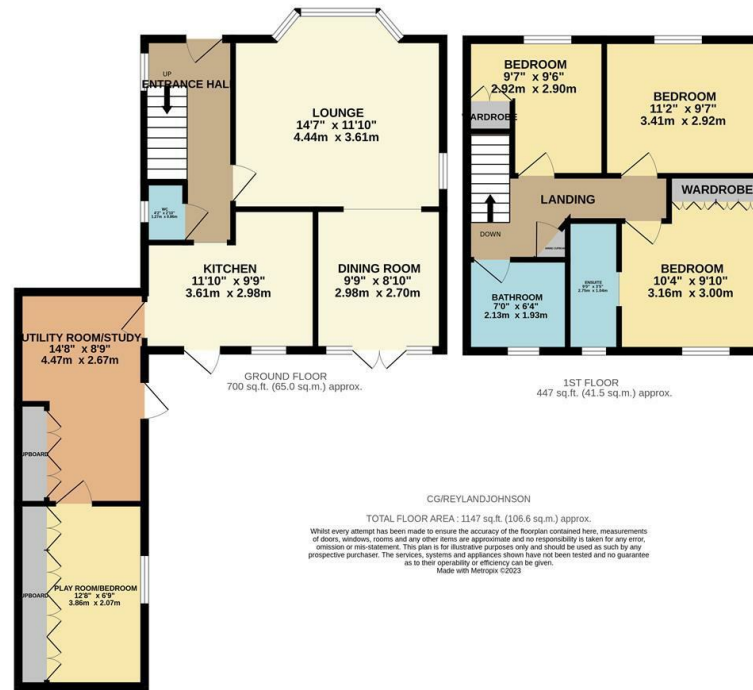 UP
ENTRANCE HALL
LOUNGE
14'7" x 11'10"
4.44m x 3.61m
WC
KITCHEN
11'10" x 9'9"
3.61m x 2.98m
DINING ROOM
9'9" x 8'10"
2.98m x 2.70m
UTILITY ROOM/STUDY
14'8" x 8'9"
4.47m x 2.67m
UPBOARD
UPBOARD
PLAY ROOM/BEDROOM
12'8" x 6'9"
3.86m x 2.07m
GROUND FLOOR
700 sq.ft. (65.0 sq.m.) approx.
BEDROOM
9'7" x 9'6"
2.92m x 2.90m
WARDROBE
BEDROOM
11'2" x 9'7"
3.41m x 2.92m
LANDING
WARDROBE
DOWN
BATHROOM
7'0" x 6'4"
2.13m x 1.93m
ENSUITE
BEDROOM
10'4" x 9'10"
3.16m x 3.00m
1ST FLOOR
447 sq.ft. (41.5 sq.m.) approx.
CG/REYLANDJOHNSON
TOTAL FLOOR AREA : 1147 sq.ft. (106.6 sq.m.) approx.
Whilst every attempt has been made to ensure the accuracy of the floorplan contained here, measurements
of doors, windows, rooms and any other items are approximate and no responsibility is taken for any error,
omission or mis-statement. This plan is for illustrative purposes only and should be used as such by any
prospective purchaser. The services, systems and appliances shown have not been tested and no guarantee
as to their operability or efficiency can be given.
Made with Metropix ©2023